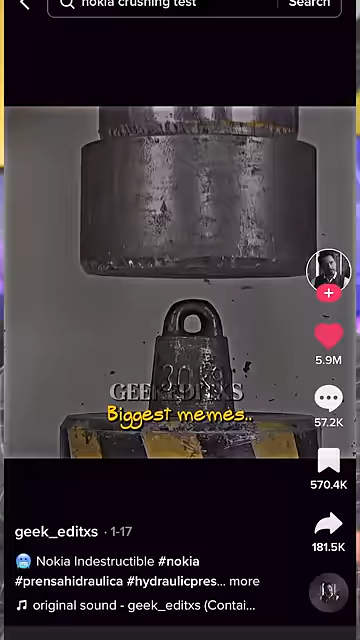 nokia crushing test
Search
20KG
GEEK EDITXS
Biggest memes..
5.9M
57.2K
570.4K
181.5K
geek_editxs · 1-17
🥶 Nokia Indestructible #nokia
#prensahidraulica #hydraulicpres... more
original sound - geek_editxs (Contai...